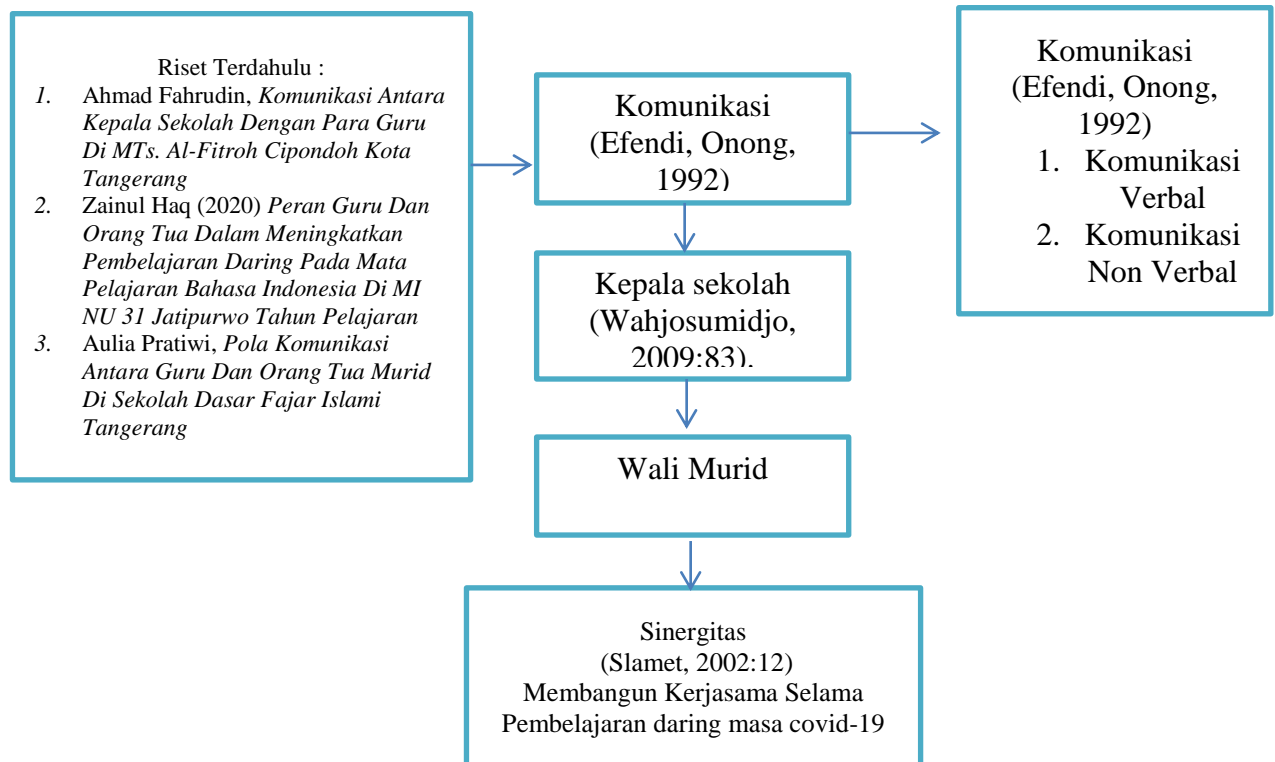 Riset Terdahulu :
1. Ahmad Fahrudin, Komunikasi Antara
Kepala Sekolah Dengan Para Guru
Di MTs. Al-Fitroh Cipondoh Kota
Tangerang
2. Zainul Haq (2020) Peran Guru Dan
Orang Tua Dalam Meningkatkan
Pembelajaran Daring Pada Mata
Pelajaran Bahasa Indonesia Di MI
NU 31 Jatipurwo Tahun Pelajaran
3. Aulia Pratiwi, Pola Komunikasi
Antara Guru Dan Orang Tua Murid
Di Sekolah Dasar Fajar Islami
Tangerang
Komunikasi
(Efendi, Onong,
1992)
Komunikasi
(Efendi, Onong,
1992)
1. Komunikasi
Verbal
2. Komunikasi
Non Verbal
Kepala sekolah
(Wahjosumidjo,
2009:83).
Wali Murid
Sinergitas
(Slamet, 2002:12)
Membangun Kerjasama Selama
Pembelajaran daring masa covid-19